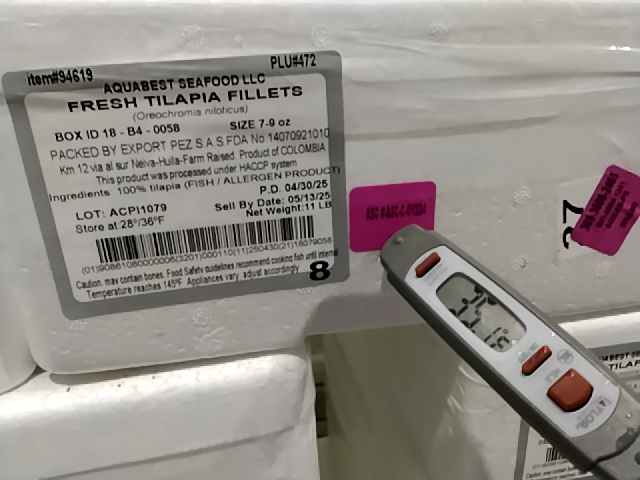 item#94619
PLU#472
AQUABEST SEAFOOD LLC
FRESH TILAPIA FILLETS
(Oreochromis niloticus)
BOX ID 18 - B4 - 0058 SIZE 7-9 oz
PACKED BY EXPORT PEZ S A S FDA No 14070921010
Km 12 via al sur Neiva-Huila-Farm Raised. Product of COLOMBIA
This product was processed under HACCP system
Ingredients: 100% tilapia (FISH / ALLERGEN PRODUCT)
P.D. 04/30/25
LOT: ACPI1079 Sell By Date: 05/13/25
Store at:28°/36°F Net Weight:11 LB
Caution, may contain bones. Food Safety guidelines recommend cooking fish until internal
Temperature reaches 145°F. Appliances vary, adjust accordingly
8
37
TAYLOR